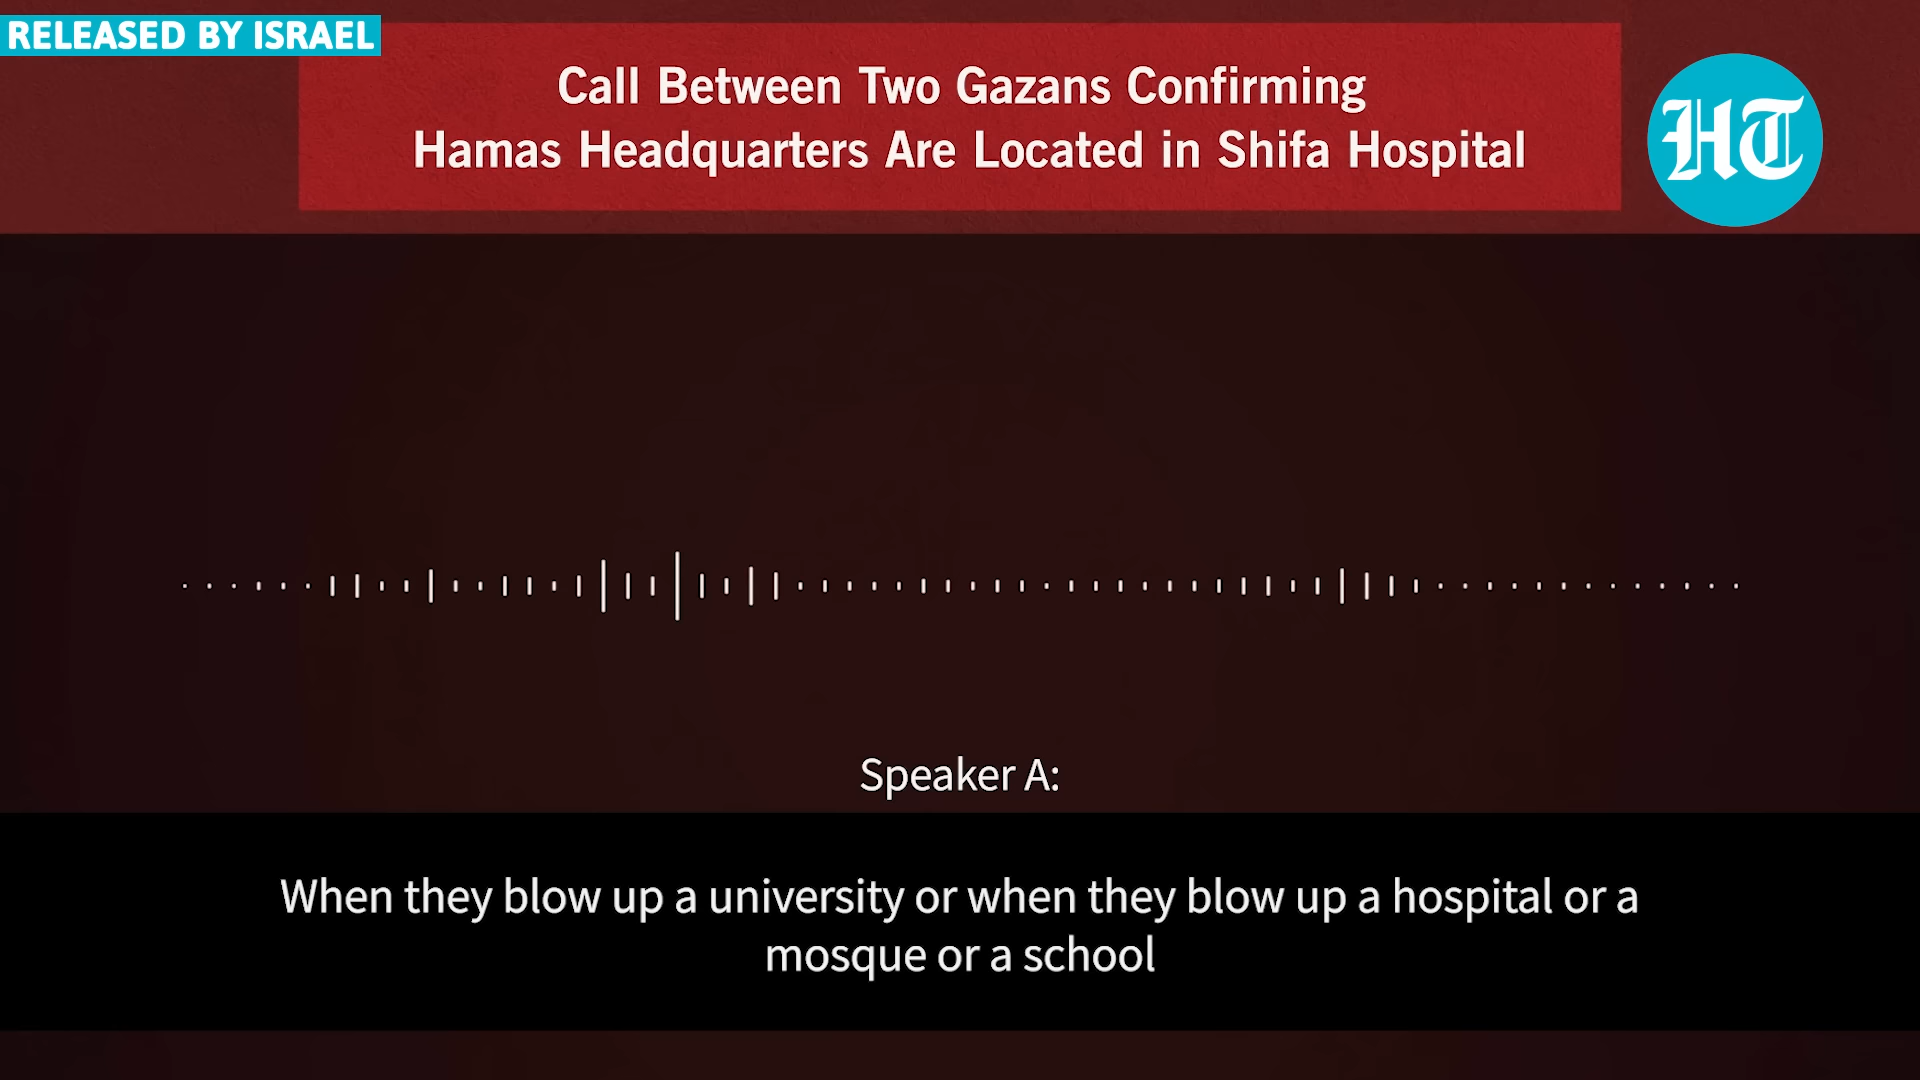 RELEASED BY ISRAEL
Call Between Two Gazans Confirming
Hamas Headquarters Are Located in Shifa Hospital
HT
Speaker A:
When they blow up a university or when they blow up a hospital or a
mosque or a school